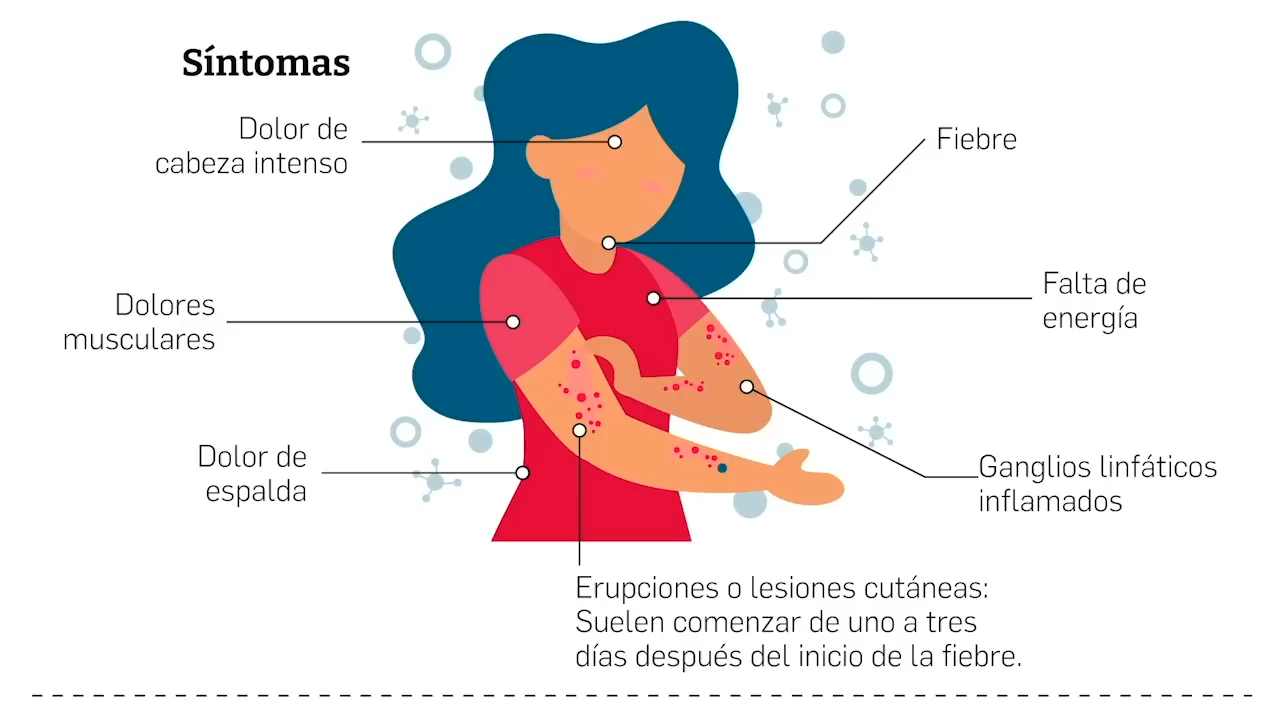 Síntomas
Dolor de
cabeza intenso
Fiebre
Falta de
energía
Dolores
musculares
Dolor de
espalda
Ganglios linfáticos
inflamados
Erupciones o lesiones cutáneas:
Suelen comenzar de uno a tres
días después del inicio de la fiebre.